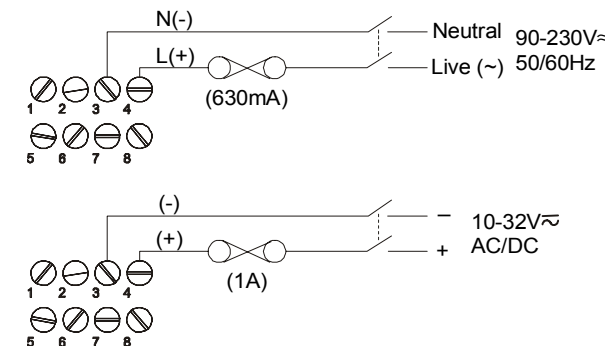 N(-)
Neutral
90-230V≂
L(+)
Live (~)
50/60Hz
(630mA)
1 2 3 4
5 6 7 8
(-)
–
10-32V≂
(+)
+
AC/DC
(1A)
1 2 3 4
5 6 7 8